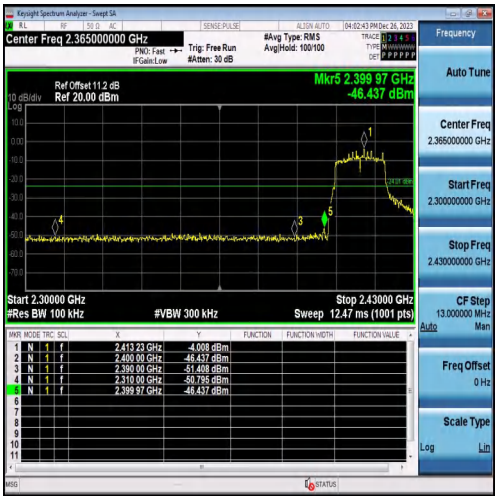 Keysight Spectrum Analyzer - Swept SA
RL RF 50 Ω AC SENSE:PULSE ALIGN AUTO 04:02:43 PM Dec 26, 2023
Center Freq 2.365000000 GHz
PNO: Fast
IFGain:Low
Trig: Free Run
#Atten: 30 dB
#Avg Type: RMS
Avg|Hold: 100/100
TRACE 1 2 3 4 5 6
TYPE M W W W W W
DET P P P P P P
Mkr5 2.399 97 GHz
-46.437 dBm
Ref Offset 11.2 dB
10 dB/div Ref 20.00 dBm
Log
10.0
0.00
-10.0
-20.0
-30.0
-40.0
-50.0
-60.0
-70.0
1
-24.01 dBm
5
3
4
Start 2.30000 GHz Stop 2.43000 GHz
#Res BW 100 kHz #VBW 300 kHz Sweep 12.47 ms (1001 pts)
MKR MODE TRC SCL X Y FUNCTION FUNCTION WIDTH FUNCTION VALUE
1 N 1 f 2.413 23 GHz -4.008 dBm
2 N 1 f 2.400 00 GHz -46.437 dBm
3 N 1 f 2.390 00 GHz -51.408 dBm
4 N 1 f 2.310 00 GHz -50.795 dBm
5 N 1 f 2.399 97 GHz -46.437 dBm
6
7
8
9
10
11
MSG STATUS
Frequency
Auto Tune
Center Freq
2.365000000 GHz
Start Freq
2.300000000 GHz
Stop Freq
2.430000000 GHz
CF Step
13.000000 MHz
Auto Man
Freq Offset
0 Hz
Scale Type
Log Lin